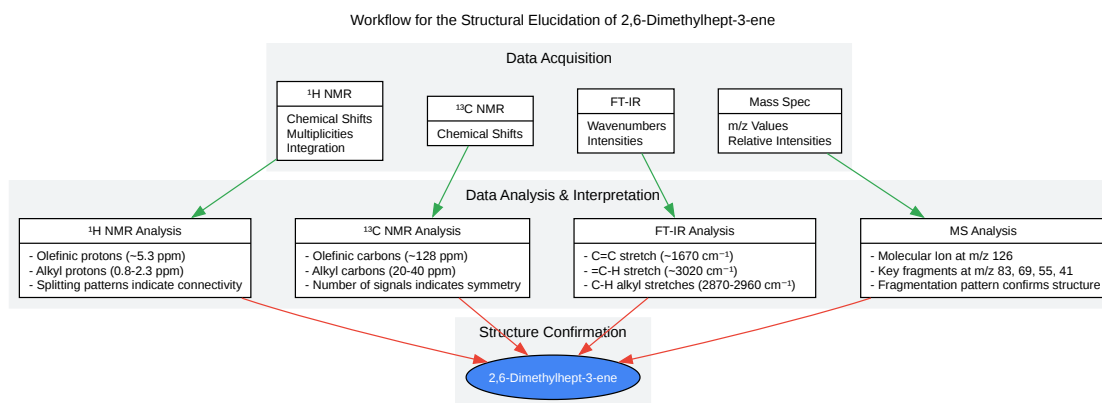 Workflow for the Structural Elucidation of 2,6-Dimethylhept-3-ene
Data Acquisition
¹H NMR
Chemical Shifts
Multiplicities
Integration
¹³C NMR
Chemical Shifts
FT-IR
Wavenumbers
Intensities
Mass Spec
m/z Values
Relative Intensities
Data Analysis & Interpretation
¹H NMR Analysis
- Olefinic protons (~5.3 ppm)
- Alkyl protons (0.8-2.3 ppm)
- Splitting patterns indicate connectivity
¹³C NMR Analysis
- Olefinic carbons (~128 ppm)
- Alkyl carbons (20-40 ppm)
- Number of signals indicates symmetry
FT-IR Analysis
- C=C stretch (~1670 cm⁻¹)
- =C-H stretch (~3020 cm⁻¹)
- C-H alkyl stretches (2870-2960 cm⁻¹)
MS Analysis
- Molecular Ion at m/z 126
- Key fragments at m/z 83, 69, 55, 41
- Fragmentation pattern confirms structure
Structure Confirmation
2,6-Dimethylhept-3-ene